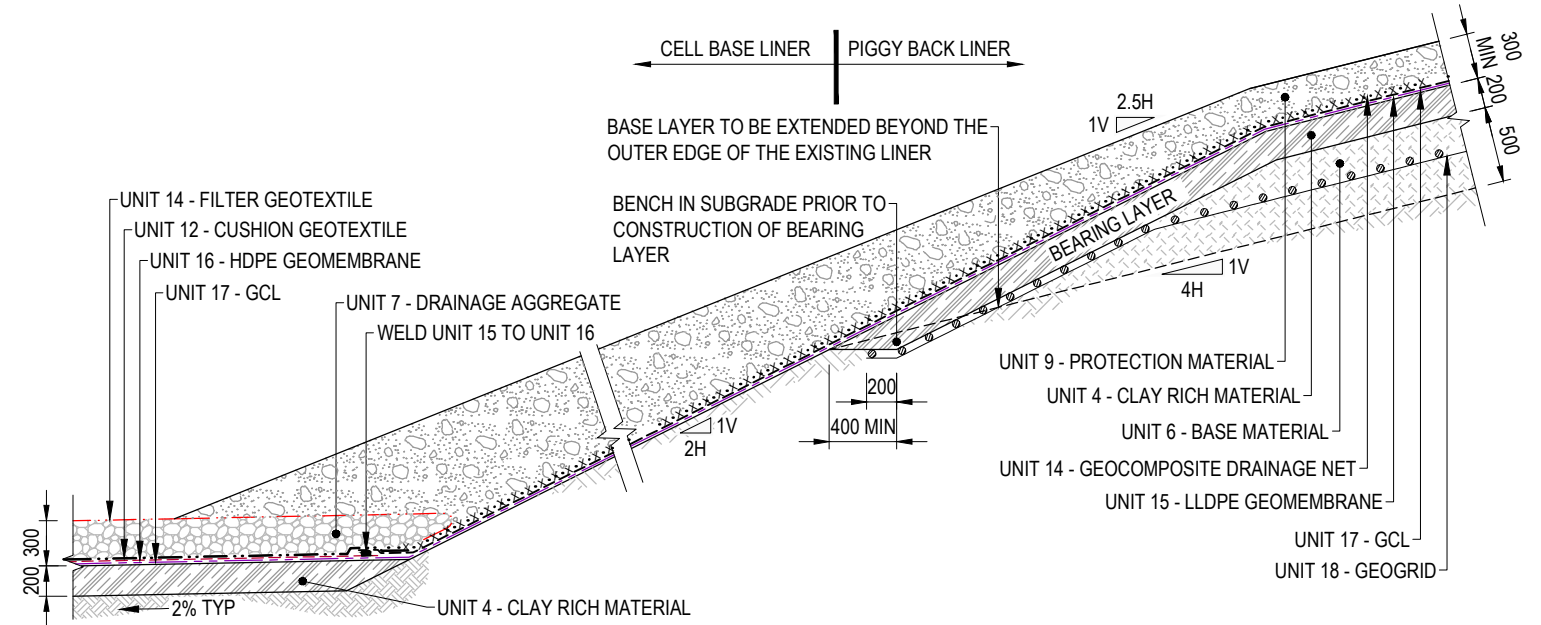 CELL BASE LINER
PIGGY BACK LINER
300
MIN
200
500
2.5H
1V
BASE LAYER TO BE EXTENDED BEYOND THE
OUTER EDGE OF THE EXISTING LINER
BENCH IN SUBGRADE PRIOR TO
CONSTRUCTION OF BEARING
LAYER
BEARING LAYER
UNIT 14 - FILTER GEOTEXTILE
UNIT 12 - CUSHION GEOTEXTILE
UNIT 16 - HDPE GEOMEMBRANE
UNIT 17 - GCL
UNIT 7 - DRAINAGE AGGREGATE
WELD UNIT 15 TO UNIT 16
1V
4H
UNIT 9 - PROTECTION MATERIAL
UNIT 4 - CLAY RICH MATERIAL
UNIT 6 - BASE MATERIAL
UNIT 14 - GEOCOMPOSITE DRAINAGE NET
UNIT 15 - LLDPE GEOMEMBRANE
UNIT 17 - GCL
UNIT 18 - GEOGRID
200
400 MIN
1V
2H
300
200
2% TYP
UNIT 4 - CLAY RICH MATERIAL